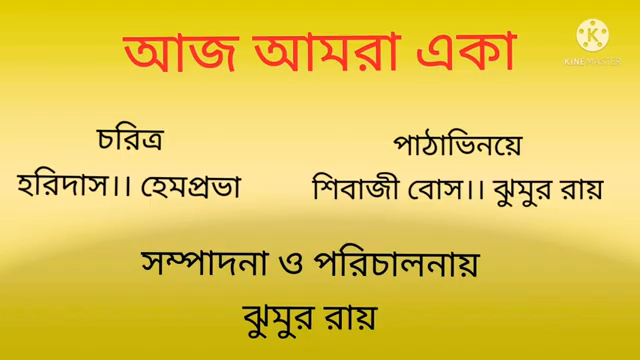 আজ আমরা একা
KINEMASTER
চরিত্র
হরিদাস।। হেমপ্রভা
পাঠাভিনয়ে
শিবাজী বোস।। ঝুমুর রায়
সম্পাদনা ও পরিচালনায়
ঝুমুর রায়